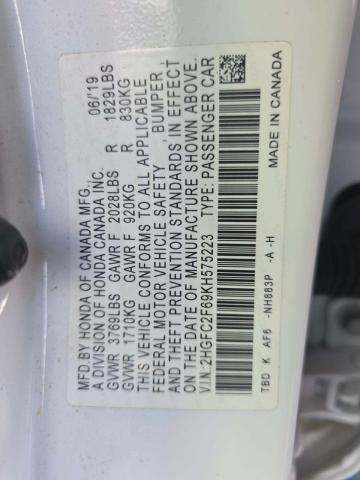 MFD BY HONDA OF CANADA MFG. 06/19
A DIVISION OF HONDA CANADA INC.
GVWR 3769LBS GAWR F 2028LBS R 1829LBS
GVWR 1710KG GAWR F 920KG R 830KG
THIS VEHICLE CONFORMS TO ALL APPLICABLE
FEDERAL MOTOR VEHICLE SAFETY, BUMPER,
AND THEFT PREVENTION STANDARDS IN EFFECT
ON THE DATE OF MANUFACTURE SHOWN ABOVE.
V.I.N.:2HGFC2F69KH575223 TYPE: PASSENGER CAR
TBD K AF6 -NH883P -A -H
MADE IN CANADA